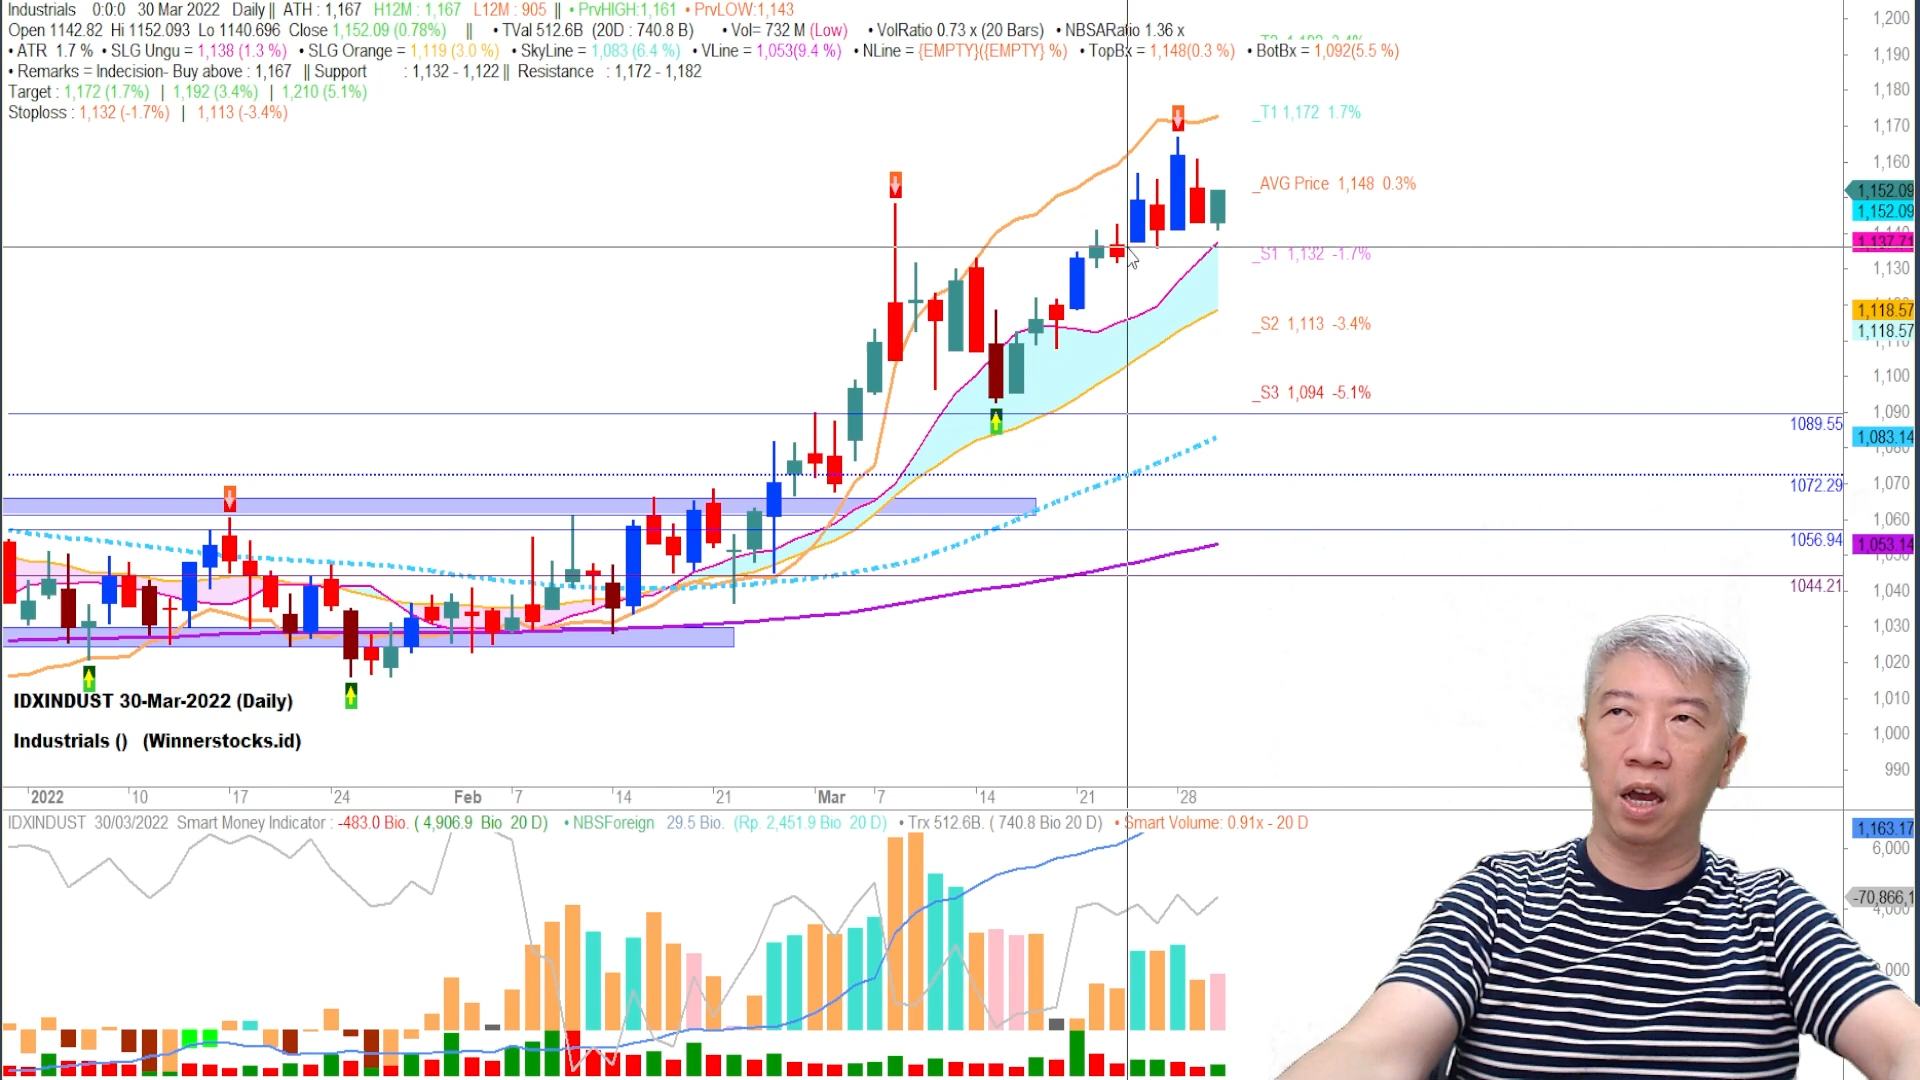 Industrials 0:0:0 30 Mar 2022 Daily || ATH : 1,167 H12M : 1,167 L12M : 905 || • PrvHIGH:1,161 • PrvLOW:1,143
Open 1142.82 Hi 1152.093 Lo 1140.696 Close 1,152.09 (0.78%) || • TVal 512.6B (20D : 740.8 B) • Vol= 732 M (Low) • VolRatio 0.73 x (20 Bars) • NBSARatio 1.36 x
• ATR 1.7 % • SLG Ungu = 1,138 (1.3 %) • SLG Orange = 1,119 (3.0 %) • SkyLine = 1,083 (6.4 %) • VLine = 1,053(9.4 %) • NLine = {EMPTY}({EMPTY} %) • TopBx = 1,148(0.3 %) • BotBx = 1,092(5.5 %)
• Remarks = Indecision- Buy above : 1,167 || Support : 1,132 - 1,122 || Resistance : 1,172 - 1,182
Target : 1,172 (1.7%) | 1,192 (3.4%) | 1,210 (5.1%)
Stoploss : 1,132 (-1.7%) | 1,113 (-3.4%)
_T1 1,172 1.7%
_AVG Price 1,148 0.3%
_S1 1,132 -1.7%
_S2 1,113 -3.4%
_S3 1,094 -5.1%
1,200
1,190
1,180
1,170
1,160
1,152.09
1,152.09
1,137.71
1,130
1,118.57
1,118.57
1,100
1,090
1089.55
1,083.14
1,070
1072.29
1,060
1056.94
1,053.14
1,040
1044.21
1,030
1,020
1,010
1,000
990
IDXINDUST 30-Mar-2022 (Daily)
Industrials () (Winnerstocks.id)
2022 10 17 24 Feb 7 14 21 Mar 7 14 21 28
IDXINDUST 30/03/2022 Smart Money Indicator : -483.0 Bio. ( 4,906.9 Bio 20 D) • NBSForeign 29.5 Bio. (Rp. 2,451.9 Bio 20 D) • Trx 512.6B. ( 740.8 Bio 20 D) • Smart Volume: 0.91x - 20 D
1,163.17
6,000
-70,866,1